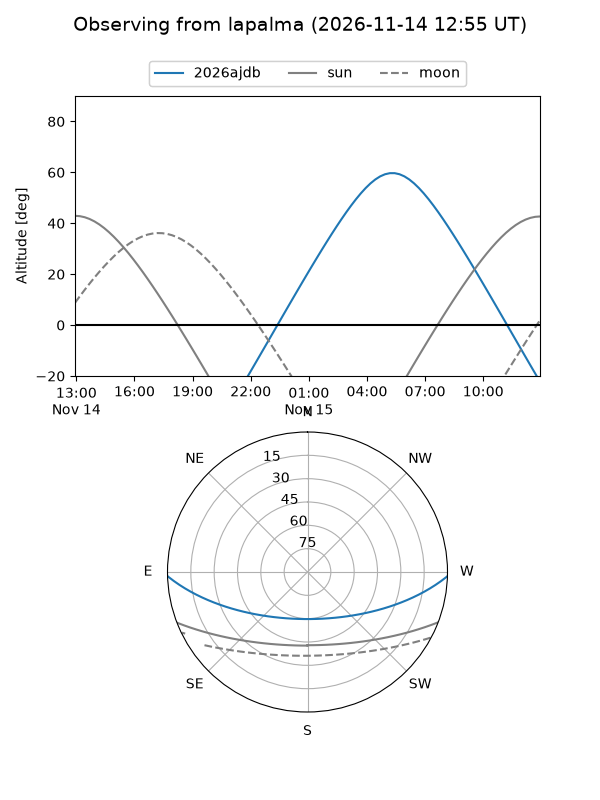 Observing from lapalma (2026-11-14 12:55 UT)
2026ajdb sun moon
Altitude [deg]
80
60
40
20
0
−20
13:00 16:00 19:00 22:00 01:00 04:00 07:00 10:00
Nov 14 Nov 15
N
NE NW
15
30
45
60
75
E W
SE SW
S